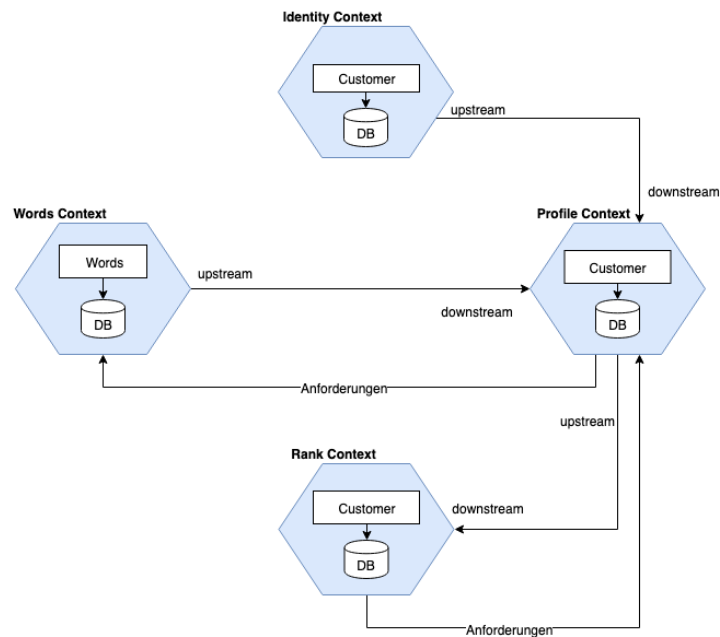 Identity Context
Customer
DB
upstream
downstream
Words Context
Words
DB
upstream
downstream
Profile Context
Customer
DB
Anforderungen
upstream
Rank Context
Customer
DB
downstream
Anforderungen